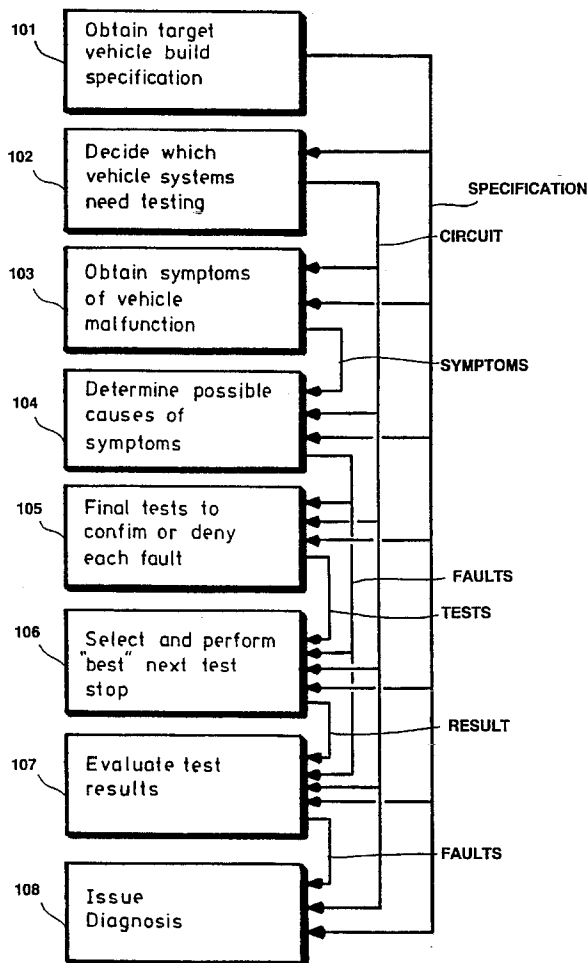 101
Obtain target
vehicle build
specification
102
Decide which
vehicle systems
need testing
SPECIFICATION
CIRCUIT
103
Obtain symptoms
of vehicle
malfunction
SYMPTOMS
104
Determine possible
causes of
symptoms
105
Final tests to
confim or deny
each fault
FAULTS
TESTS
106
Select and perform
"best" next test
stop
RESULT
107
Evaluate test
results
FAULTS
108
Issue
Diagnosis